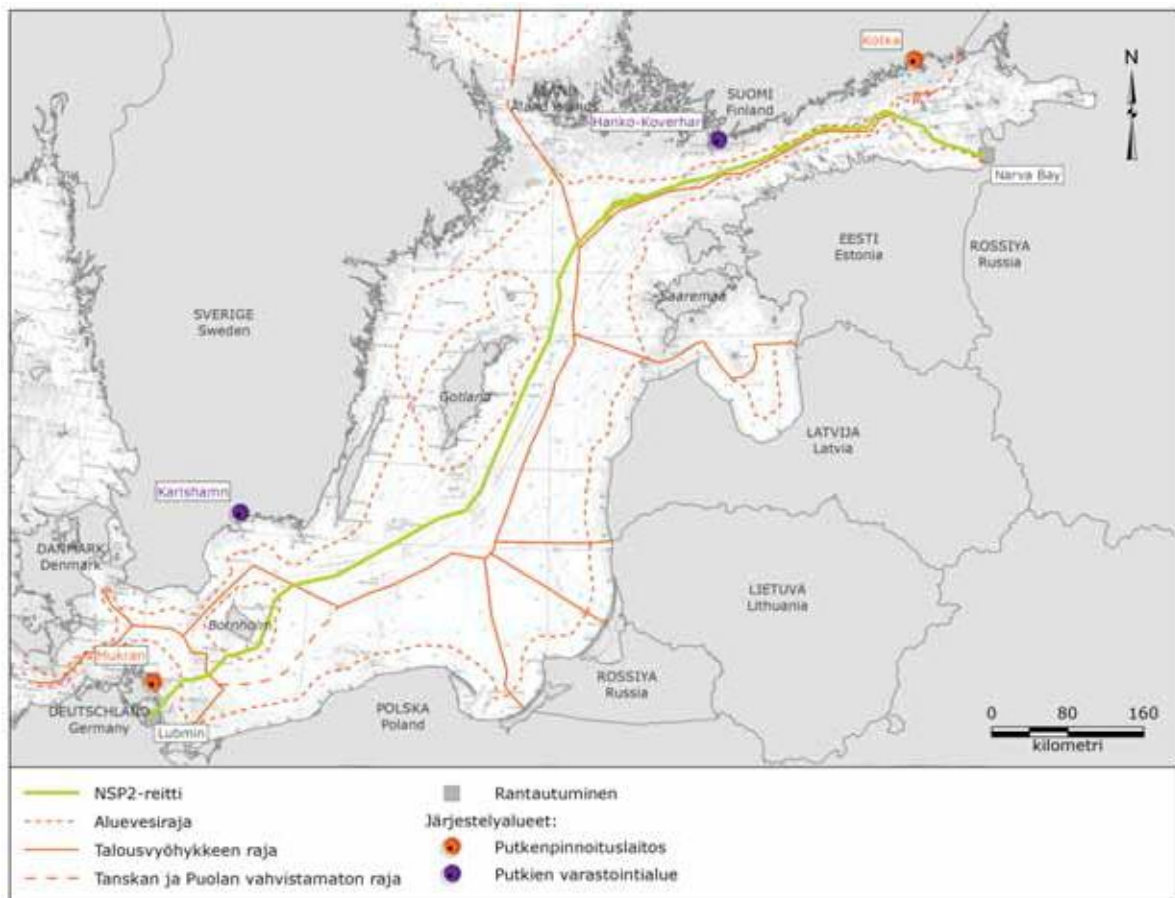 Kotka
N
SUOMI
Finland
Åland Islands
Hanko-Koverhar
Narva Bay
EESTI
Estonia
ROSSIYA
Russia
Saaremaa
SVERIGE
Sweden
Gotland
LATVIJA
Latvia
Karlshamn
DANMARK
Denmark
LIETUVA
Lithuania
Bornholm
Mukran
ROSSIYA
Russia
POLSKA
Poland
DEUTSCHLAND
Germany
Lubmin
0 80 160
kilometri
NSP2-reitti
Aluevesiraja
Talousvyöhykkeen raja
Tanskan ja Puolan vahvistamaton raja
Rantautuminen
Järjestelyalueet:
Putkenpinnoituslaitos
Putkien varastointialue